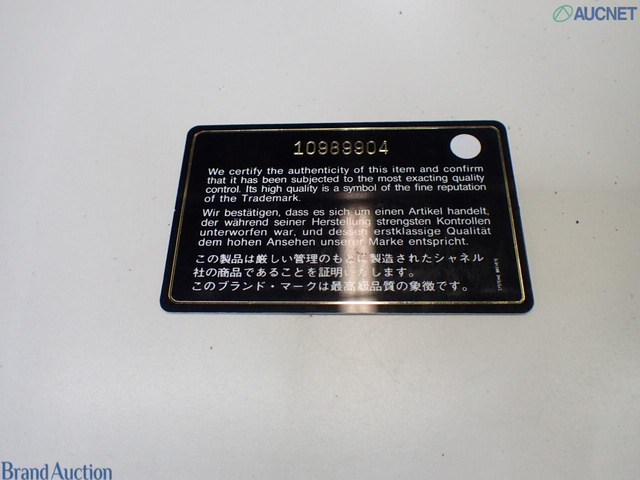 AUCNET
10989904
We certify the authenticity of this item and confirm
that it has been subjected to the most exacting quality
control. Its high quality is a symbol of the fine reputation
of the Trademark.
Wir bestätigen, dass es sich um einen Artikel handelt,
der während seiner Herstellung strengsten Kontrollen
unterworfen war, und dessen erstklassige Qualität
dem hohen Ansehen unserer Marke entspricht.
この製品は厳しい管理のもとに製造されたシャネル
社の商品であることを証明いたします。
このブランド・マークは最高級品質の象徴です。
Brand Auction